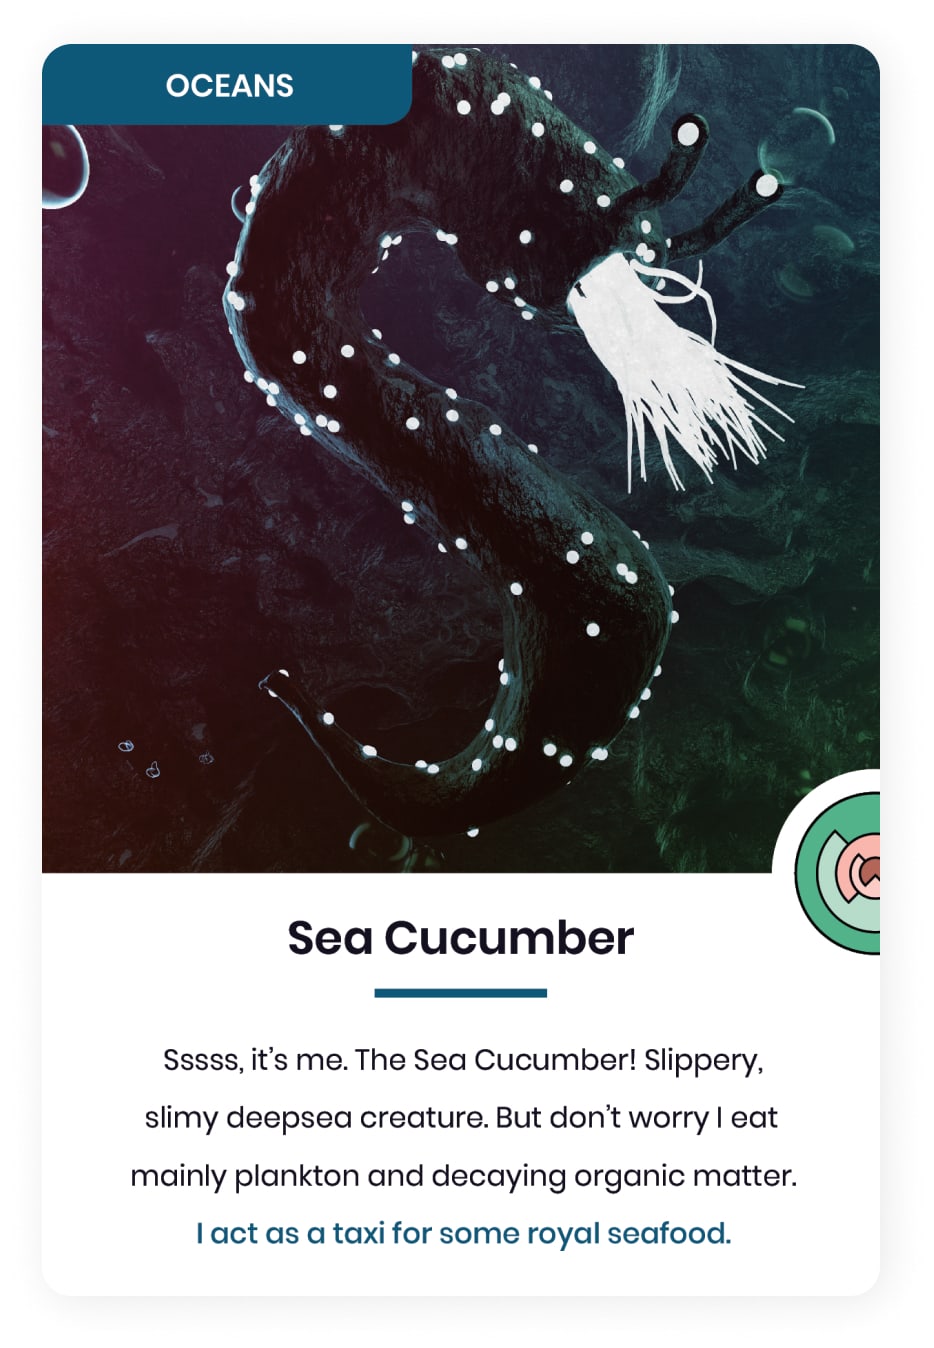 OCEANS
Sea Cucumber
Sssss, it’s me. The Sea Cucumber! Slippery,
slimy deepsea creature. But don’t worry I eat
mainly plankton and decaying organic matter.
I act as a taxi for some royal seafood.